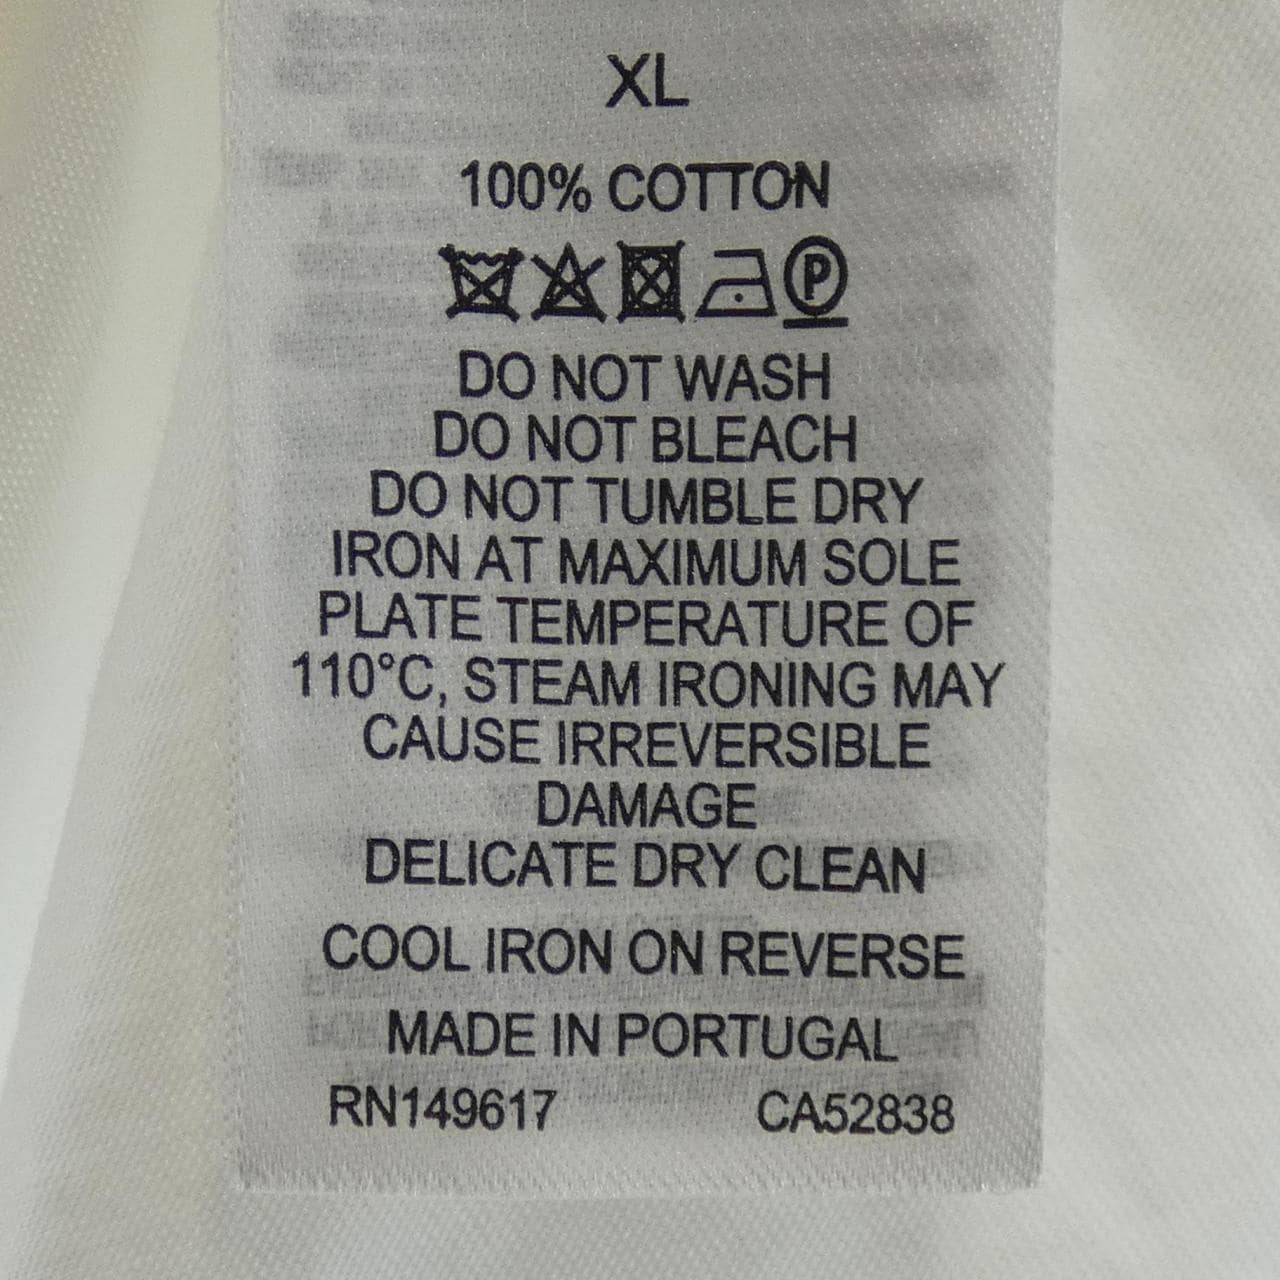 XL
100% COTTON
P
DO NOT WASH
DO NOT BLEACH
DO NOT TUMBLE DRY
IRON AT MAXIMUM SOLE
PLATE TEMPERATURE OF
110°C, STEAM IRONING MAY
CAUSE IRREVERSIBLE
DAMAGE
DELICATE DRY CLEAN
COOL IRON ON REVERSE
MADE IN PORTUGAL
RN149617 CA52838